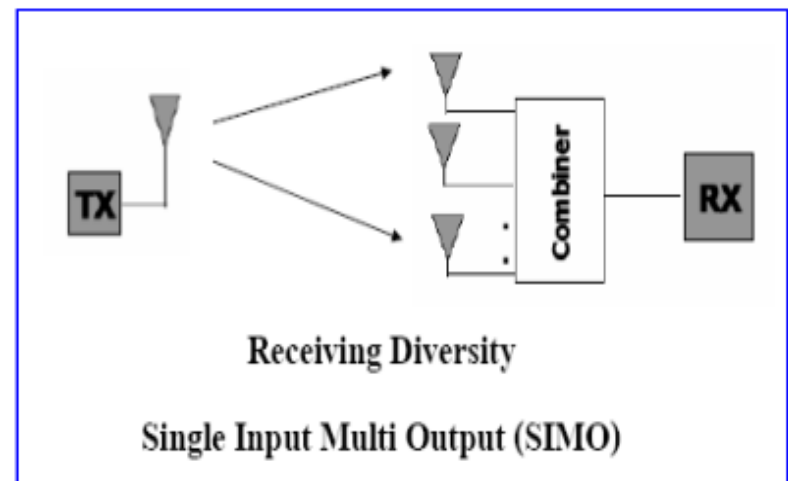 TX
Combiner
RX
Receiving Diversity
Single Input Multi Output (SIMO)